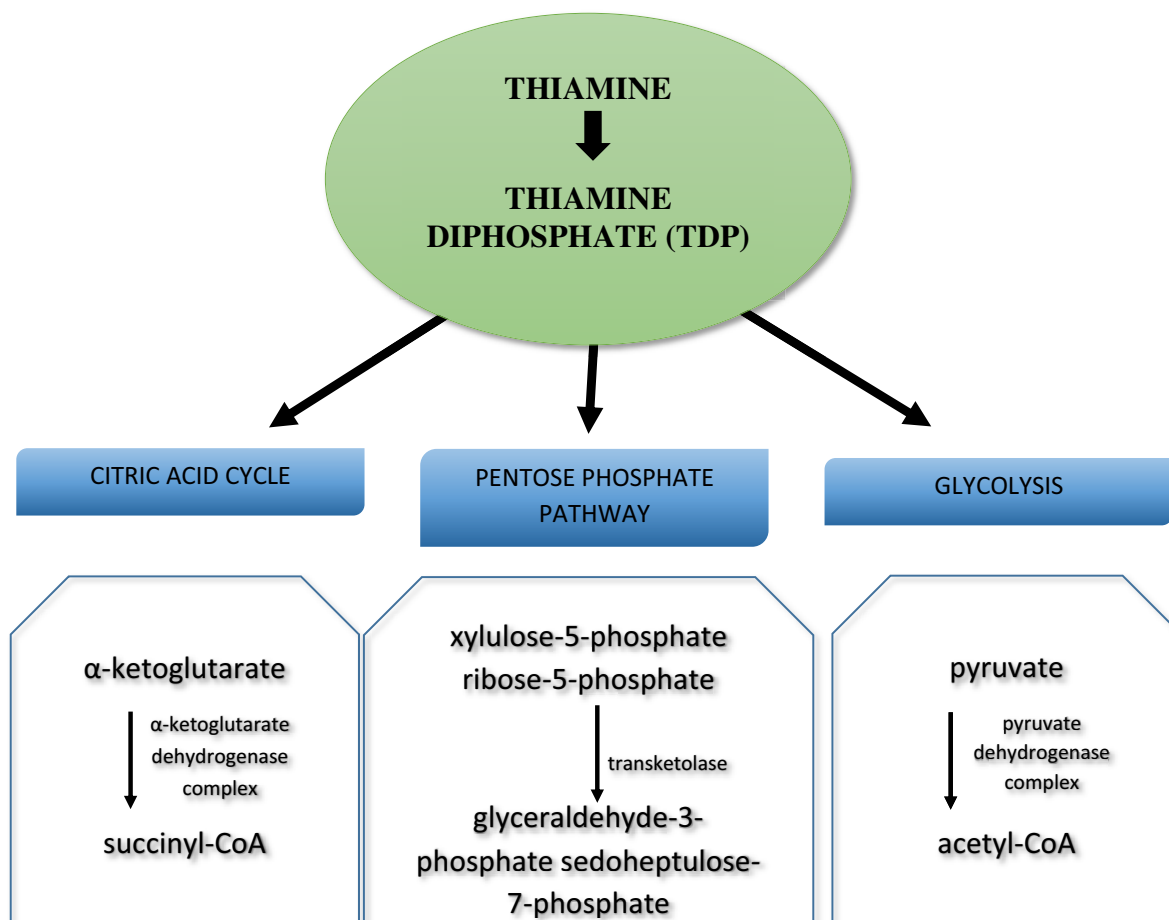 THIAMINE
THIAMINE
DIPHOSPHATE (TDP)
CITRIC ACID CYCLE
PENTOSE PHOSPHATE
PATHWAY
GLYCOLYSIS
α-ketoglutarate
α-ketoglutarate
dehydrogenase
complex
succinyl-CoA
xylulose-5-phosphate
ribose-5-phosphate
transketolase
glyceraldehyde-3-
phosphate sedoheptulose-
7-phosphate
pyruvate
pyruvate
dehydrogenase
complex
acetyl-CoA